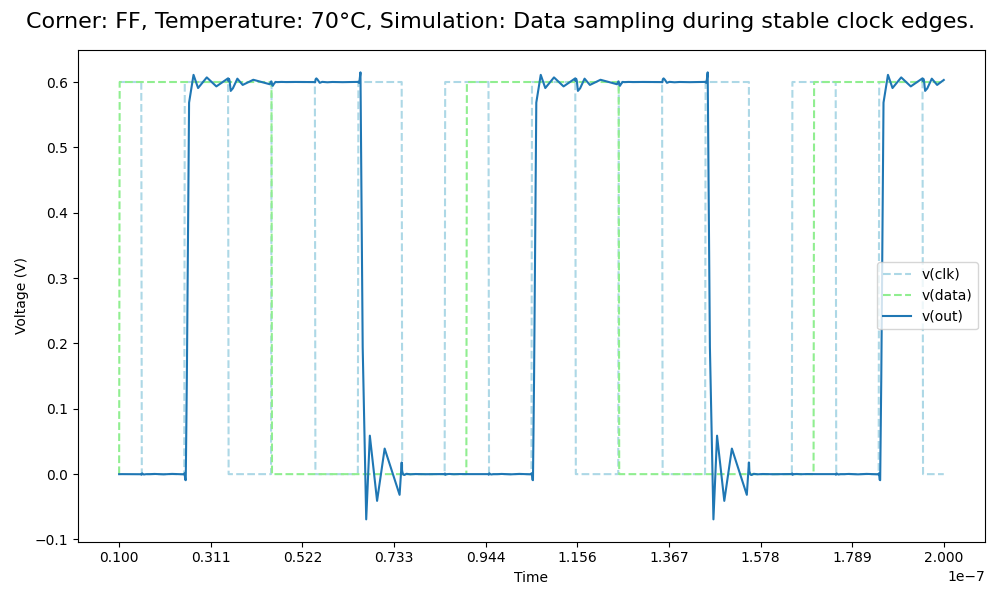 Corner: FF, Temperature: 70°C, Simulation: Data sampling during stable clock edges.
Voltage (V)
0.6
0.5
0.4
0.3
0.2
0.1
0.0
−0.1
v(clk)
v(data)
v(out)
0.100 0.311 0.522 0.733 0.944 1.156 1.367 1.578 1.789 2.000
Time
1e−7